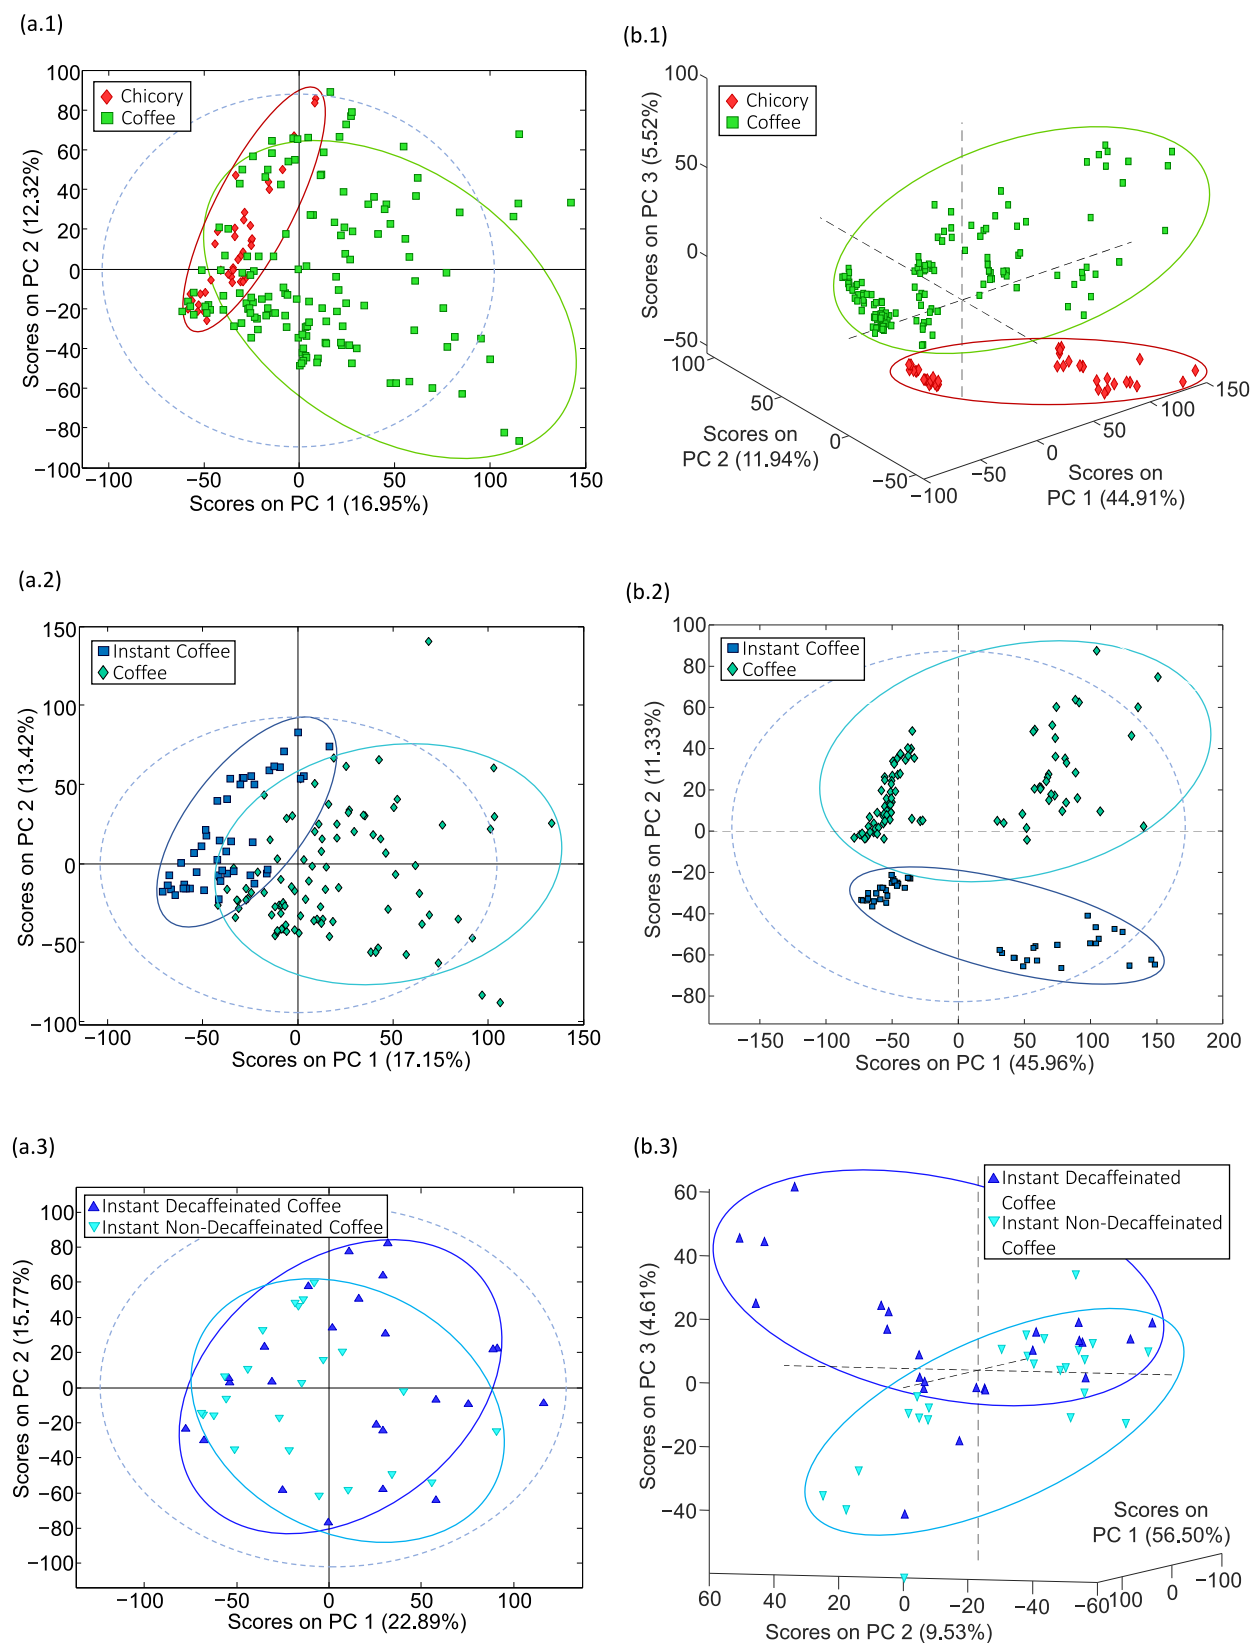 (a.1)
Chicory
Coffee
100
80
60
40
20
0
−20
−40
−60
−80
−100
Scores on PC 2 (12.32%)
−100
−50
0
50
100
150
Scores on PC 1 (16.95%)
(b.1)
Chicory
Coffee
100
50
0
−50
Scores on PC 3 (5.52%)
100
50
0
−50
Scores on
PC 2 (11.94%)
−100
−50
0
50
100
150
Scores on
PC 1 (44.91%)
(a.2)
Instant Coffee
Coffee
150
100
50
0
−50
−100
Scores on PC 2 (13.42%)
−100
−50
0
50
100
150
Scores on PC 1 (17.15%)
(b.2)
Instant Coffee
Coffee
100
80
60
40
20
0
−20
−40
−60
−80
Scores on PC 2 (11.33%)
−150
−100
−50
0
50
100
150
200
Scores on PC 1 (45.96%)
(a.3)
Instant Decaffeinated Coffee
Instant Non-Decaffeinated Coffee
100
80
60
40
20
0
−20
−40
−60
−80
−100
Scores on PC 2 (15.77%)
−100
−50
0
50
100
Scores on PC 1 (22.89%)
(b.3)
Instant Decaffeinated
Coffee
Instant Non-Decaffeinated
Coffee
60
40
20
0
−20
−40
Scores on PC 3 (4.61%)
60
40
20
0
−20
−40
−60
Scores on PC 2 (9.53%)
100
0
−100
Scores on
PC 1 (56.50%)